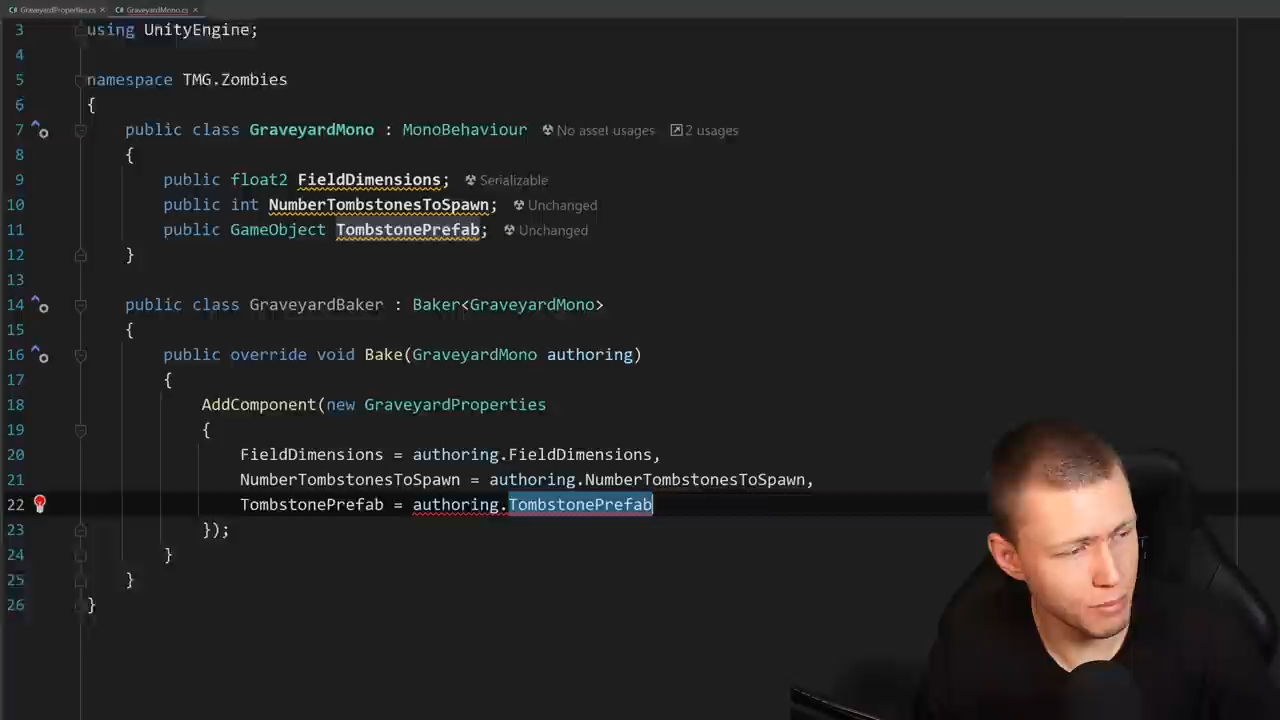 GraveyardProperties.cs × GraveyardMono.cs ×
3 using UnityEngine;
4
5 namespace TMG.Zombies
6 {
7 public class GraveyardMono : MonoBehaviour No asset usages 2 usages
8 {
9 public float2 FieldDimensions; Serializable
10 public int NumberTombstonesToSpawn; Unchanged
11 public GameObject TombstonePrefab; Unchanged
12 }
13
14 public class GraveyardBaker : Baker<GraveyardMono>
15 {
16 public override void Bake(GraveyardMono authoring)
17 {
18 AddComponent(new GraveyardProperties
19 {
20 FieldDimensions = authoring.FieldDimensions,
21 NumberTombstonesToSpawn = authoring.NumberTombstonesToSpawn,
22 TombstonePrefab = authoring.TombstonePrefab
23 });
24 }
25 }
26 }